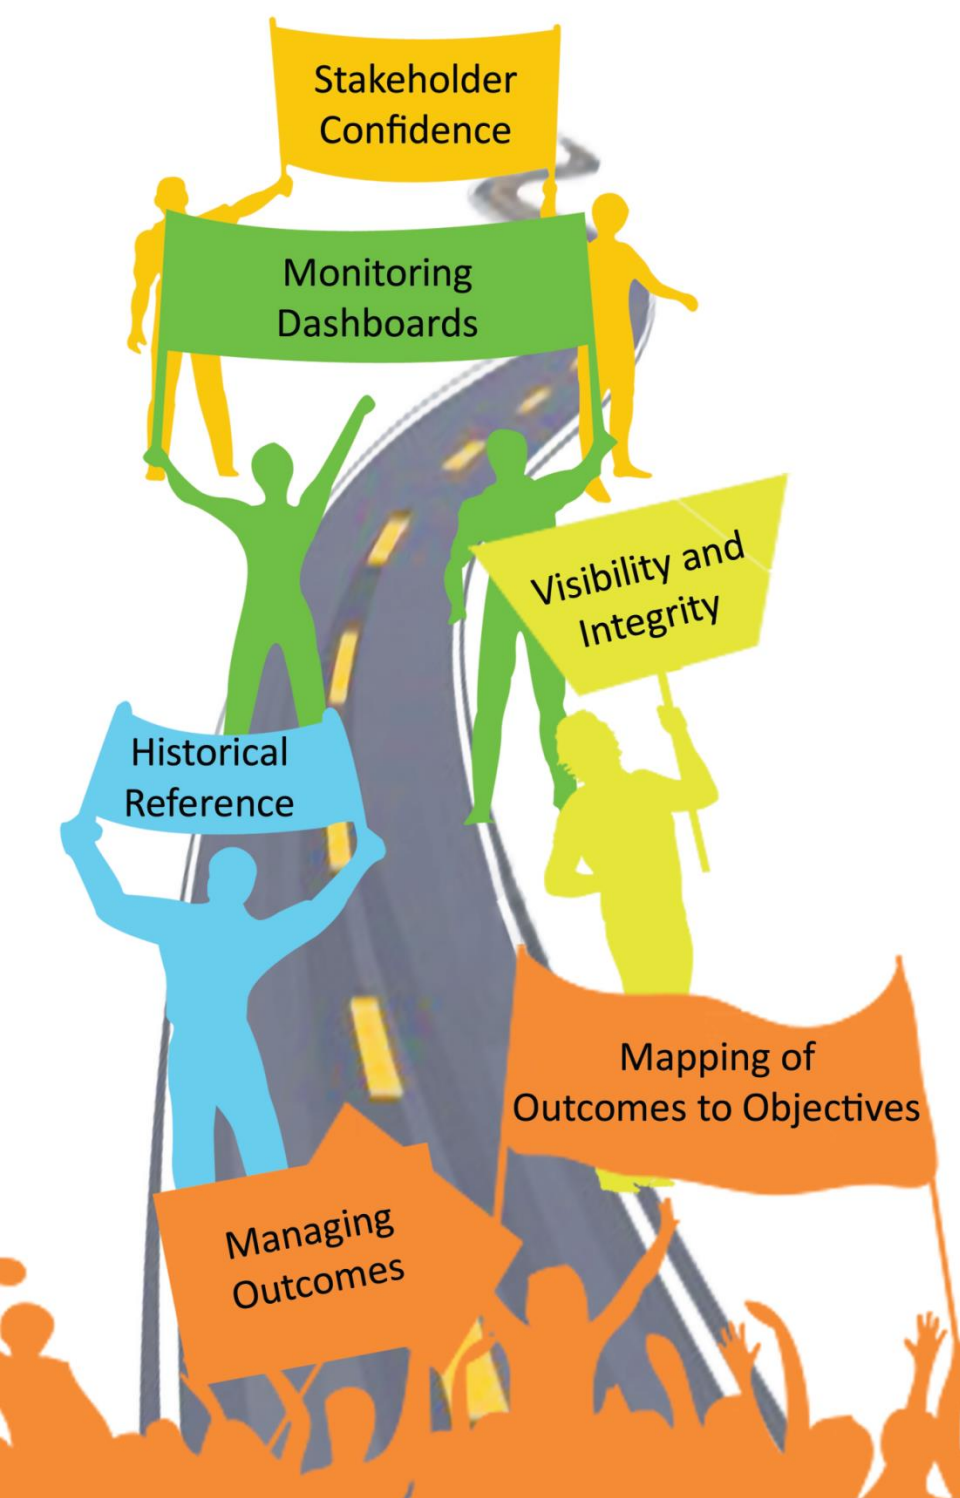 Stakeholder
Confidence
Monitoring
Dashboards
Visibility and
Integrity
Historical
Reference
Mapping of
Outcomes to Objectives
Managing
Outcomes